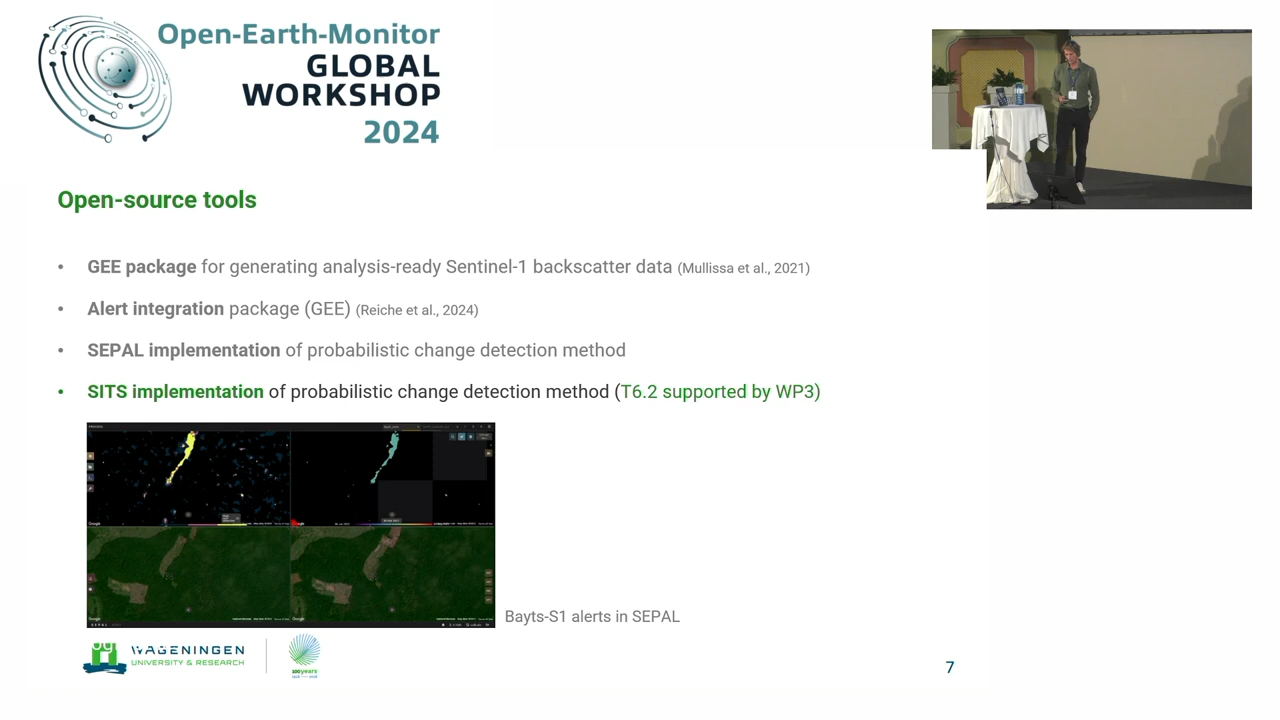 Open-Earth-Monitor
GLOBAL
WORKSHOP
2024
Open-source tools
• GEE package for generating analysis-ready Sentinel-1 backscatter data (Mullissa et al., 2021)
• Alert integration package (GEE) (Reiche et al., 2024)
• SEPAL implementation of probabilistic change detection method
• SITS implementation of probabilistic change detection method (T6.2 supported by WP3)
Google
Bayts-S1 alerts in SEPAL
WAGENINGEN
UNIVERSITY & RESEARCH
100years
7